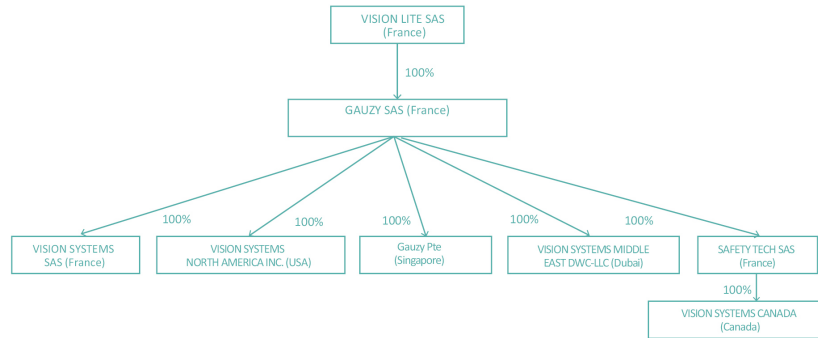 VISION LITE SAS
(France)
100%
GAUZY SAS (France)
100%
100%
100%
100%
100%
VISION SYSTEMS
SAS (France)
VISION SYSTEMS
NORTH AMERICA INC. (USA)
Gauzy Pte
(Singapore)
VISION SYSTEMS MIDDLE
EAST DWC-LLC (Dubai)
SAFETY TECH SAS
(France)
100%
VISION SYSTEMS CANADA
(Canada)